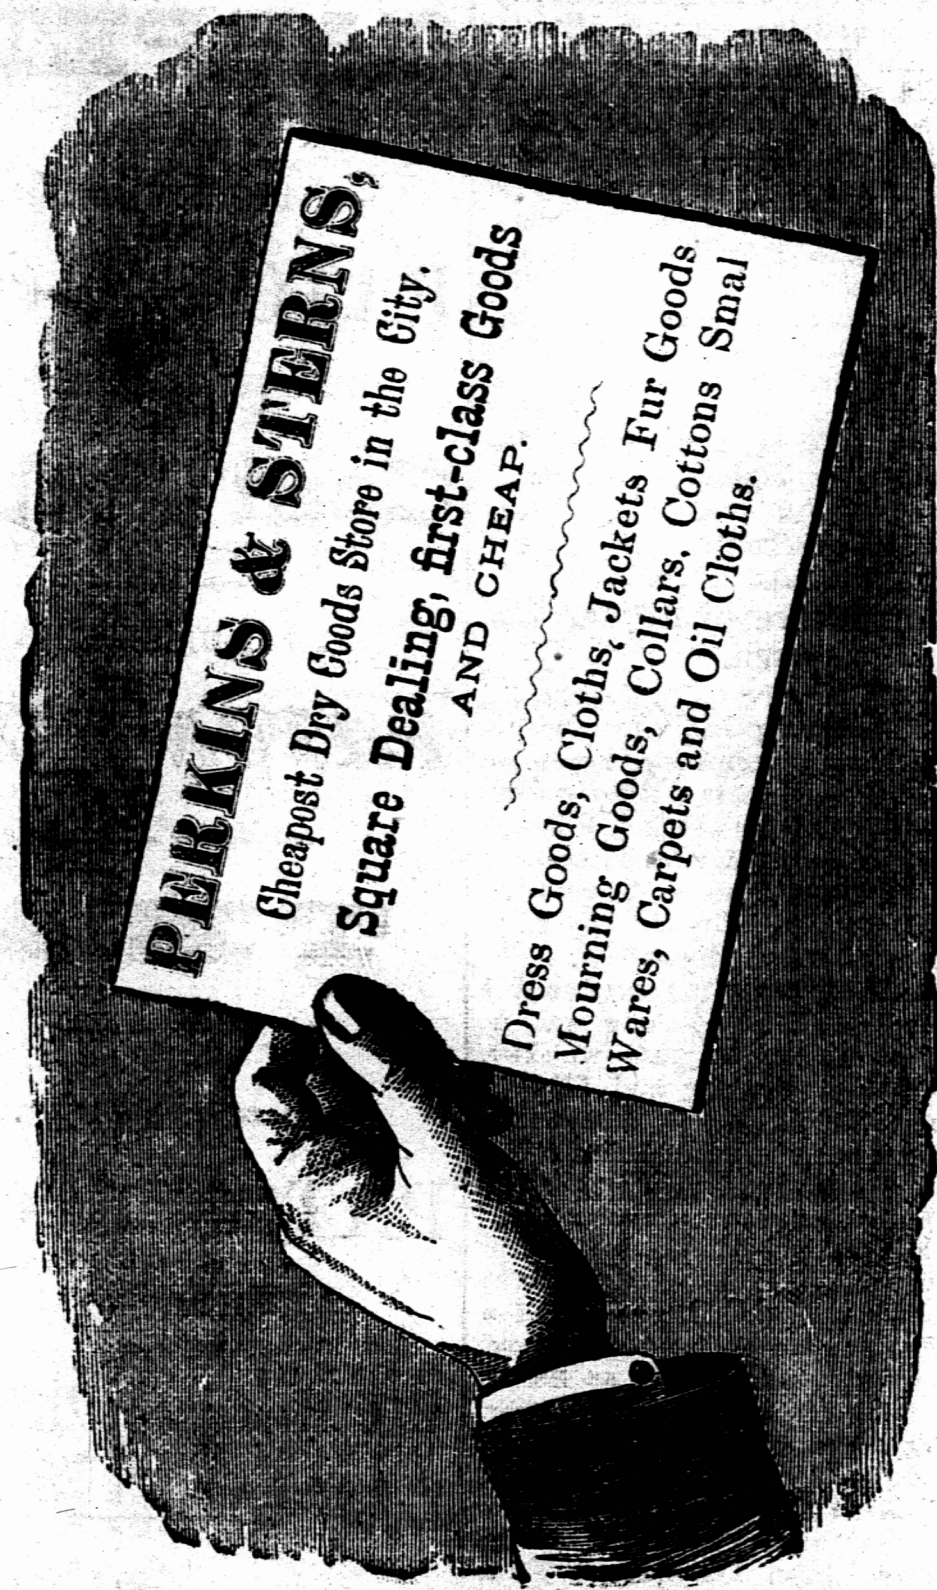 PERKINS & STERNS,
Cheapost Dry Goods Store in the City.
Square Dealing, first-class Goods
AND CHEAP.
Dress Goods, Cloths, Jackets Fur Goods
Mourning Goods, Collars, Cottons Smal
Wares, Carpets and Oil Cloths.